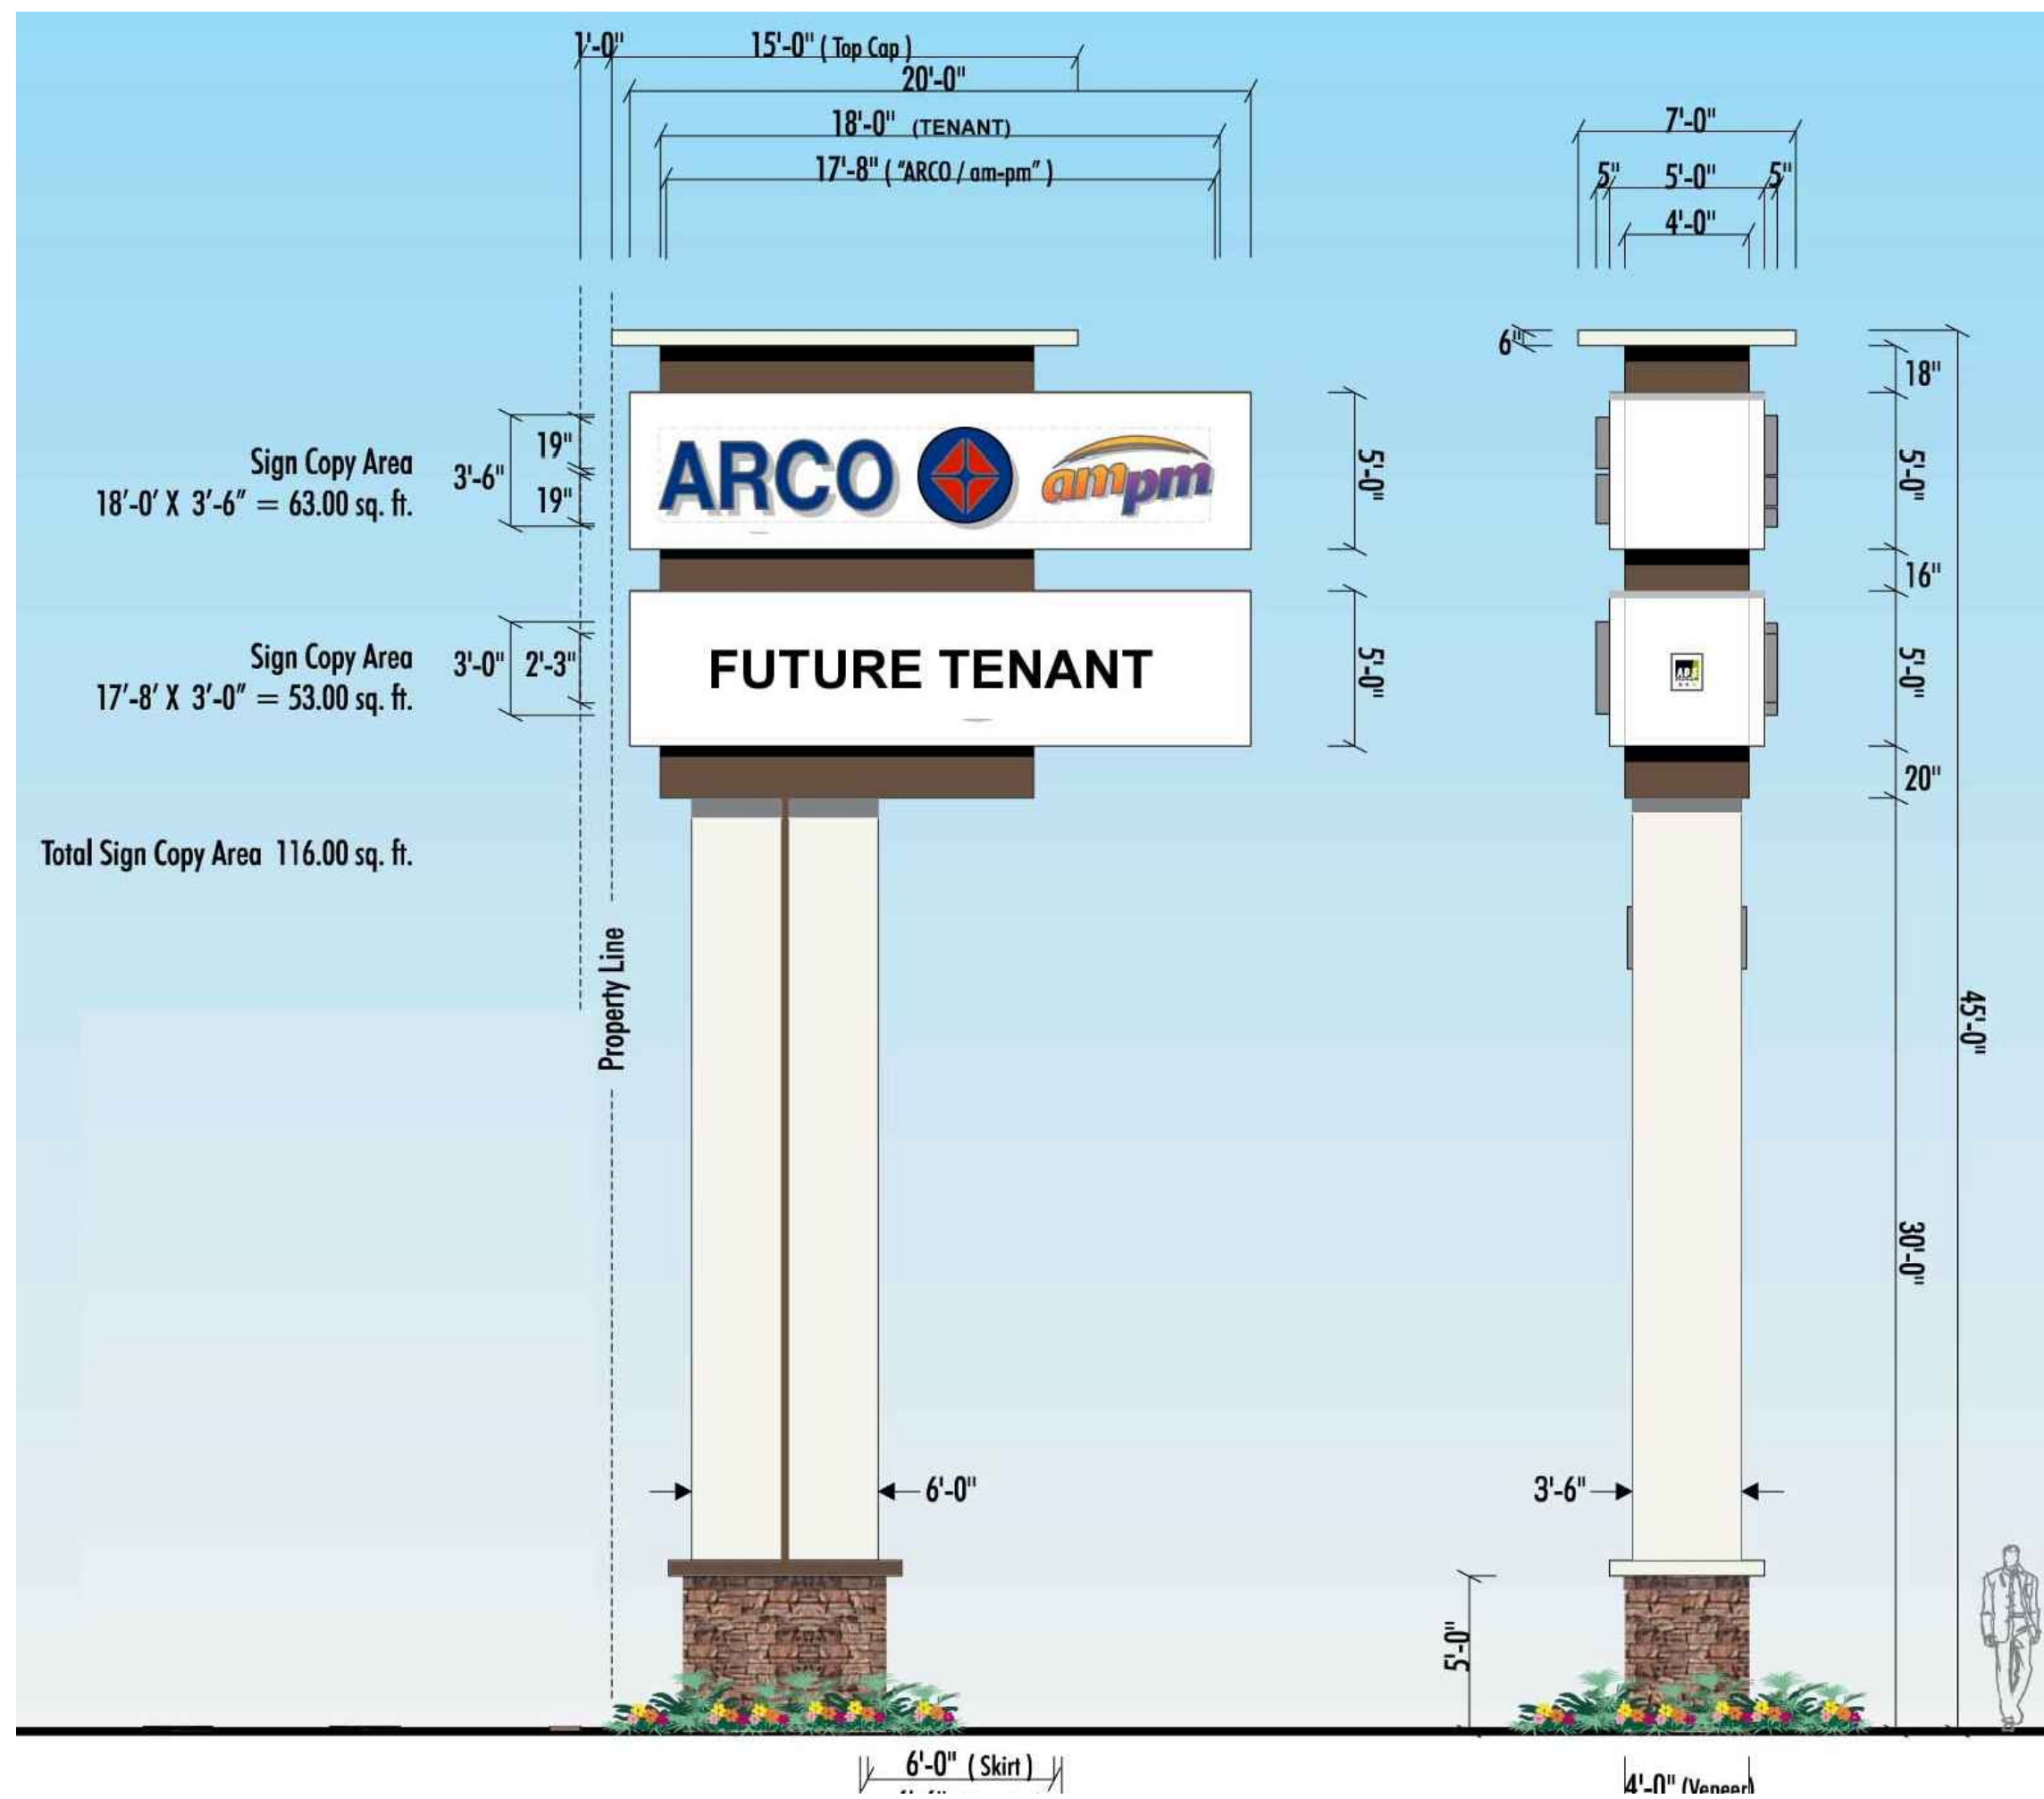 1'-0"
15'-0" ( Top Cap )
20'-0"
18'-0" (TENANT)
17'-8" ( “ARCO / am-pm” )
7'-0"
5" 5'-0" 5"
4'-0"
6"
18"
Sign Copy Area
18'-0' X 3'-6" = 63.00 sq. ft.
3'-6"
19"
19"
ARCO ampm
5'-0"
5'-0"
16"
Sign Copy Area
17'-8' X 3'-0" = 53.00 sq. ft.
3'-0" 2'-3"
FUTURE TENANT
5'-0"
5'-0"
20"
Total Sign Copy Area 116.00 sq. ft.
Property Line
45'-0"
30'-0"
6'-0"
3'-6"
5'-0"
6'-0" ( Skirt )
4'-0" (Veneer)